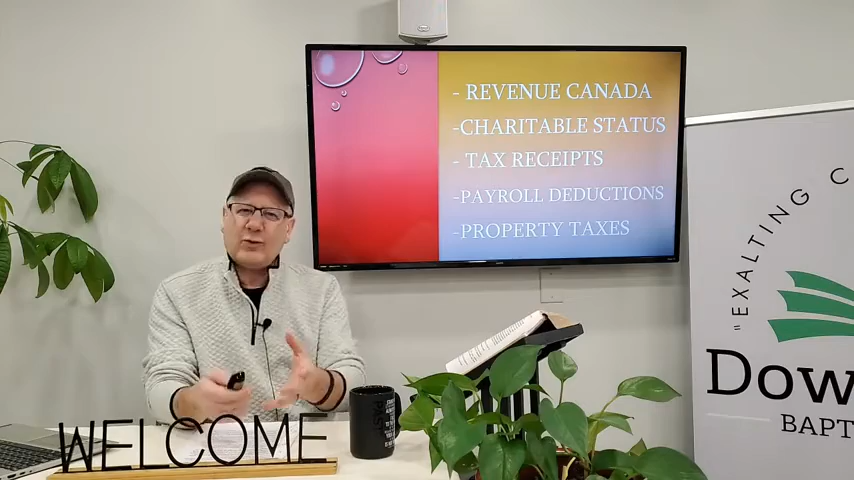 - REVENUE CANADA
-CHARITABLE STATUS
- TAX RECEIPTS
-PAYROLL DEDUCTIONS
-PROPERTY TAXES
"EXALTING C
Dow
BAPT
WELCOME